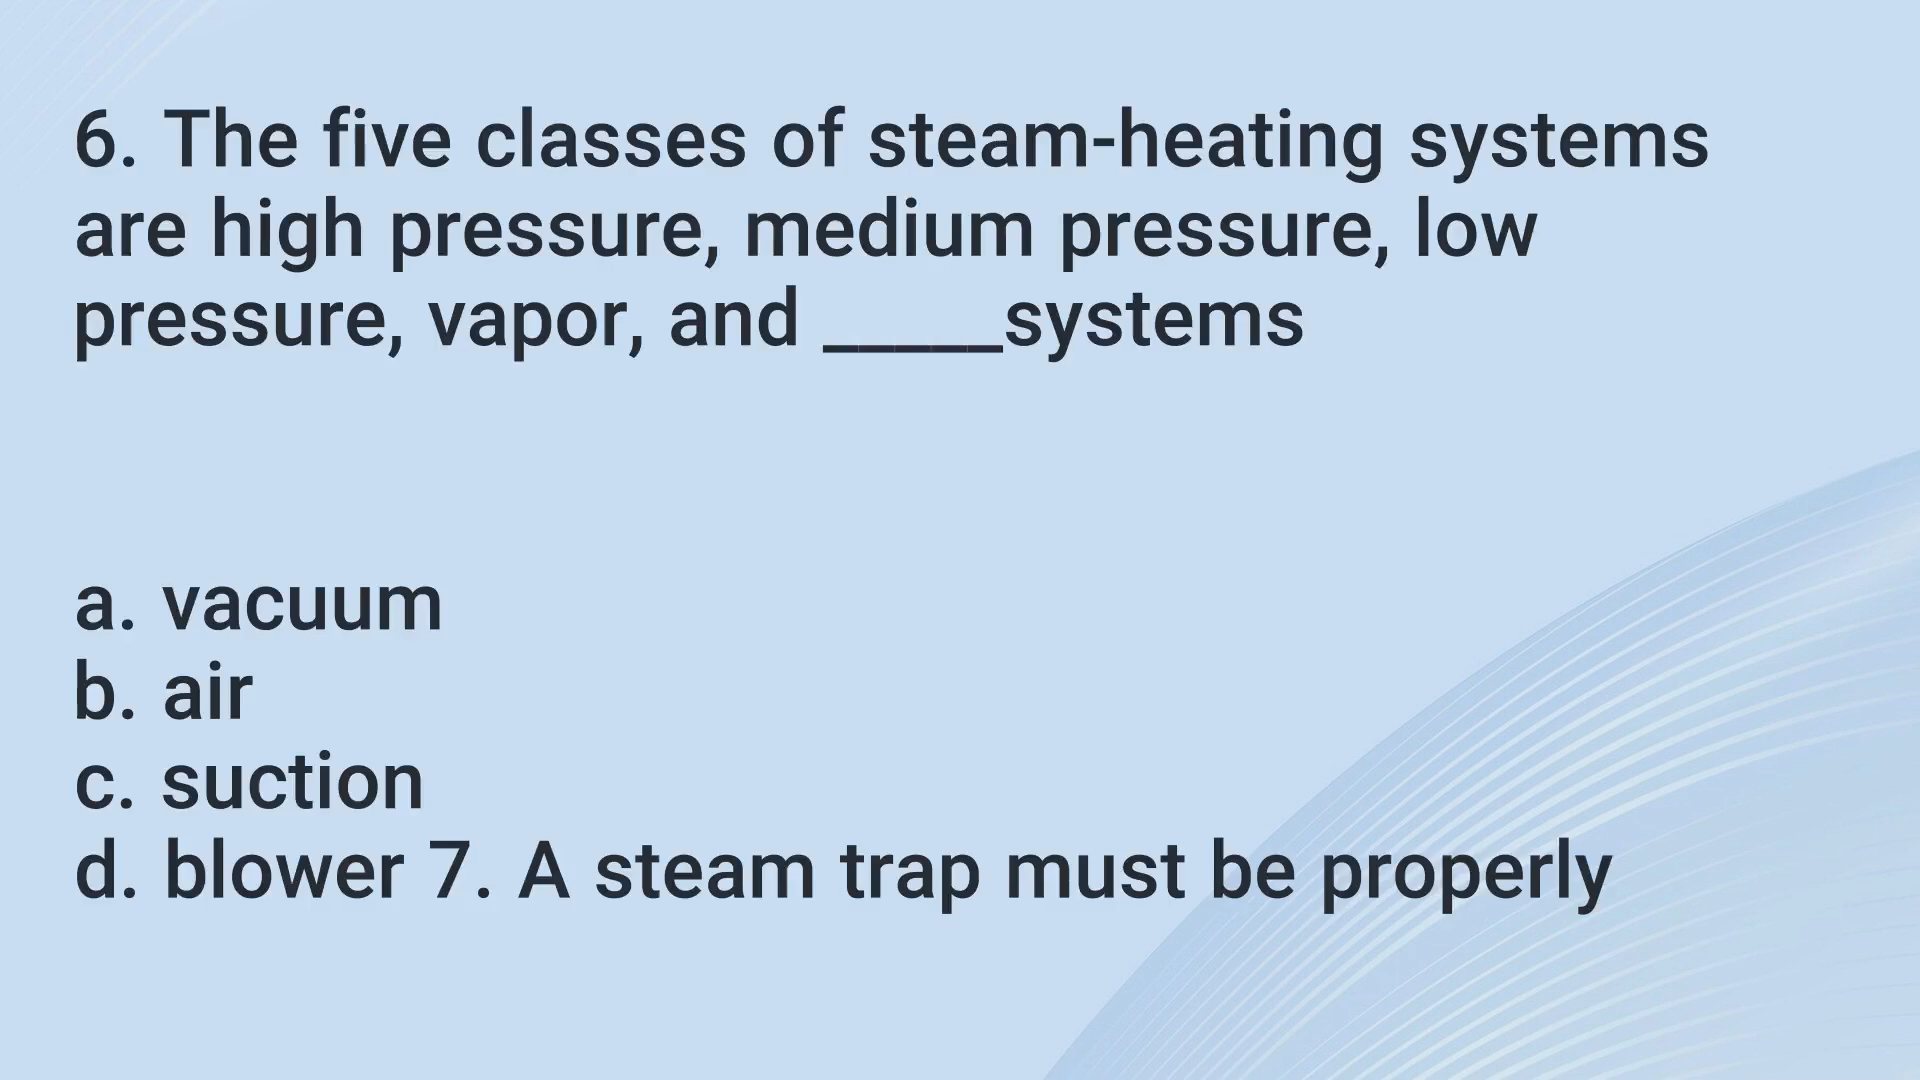 6. The five classes of steam-heating systems
are high pressure, medium pressure, low
pressure, vapor, and _____systems
a. vacuum
b. air
c. suction
d. blower 7. A steam trap must be properly